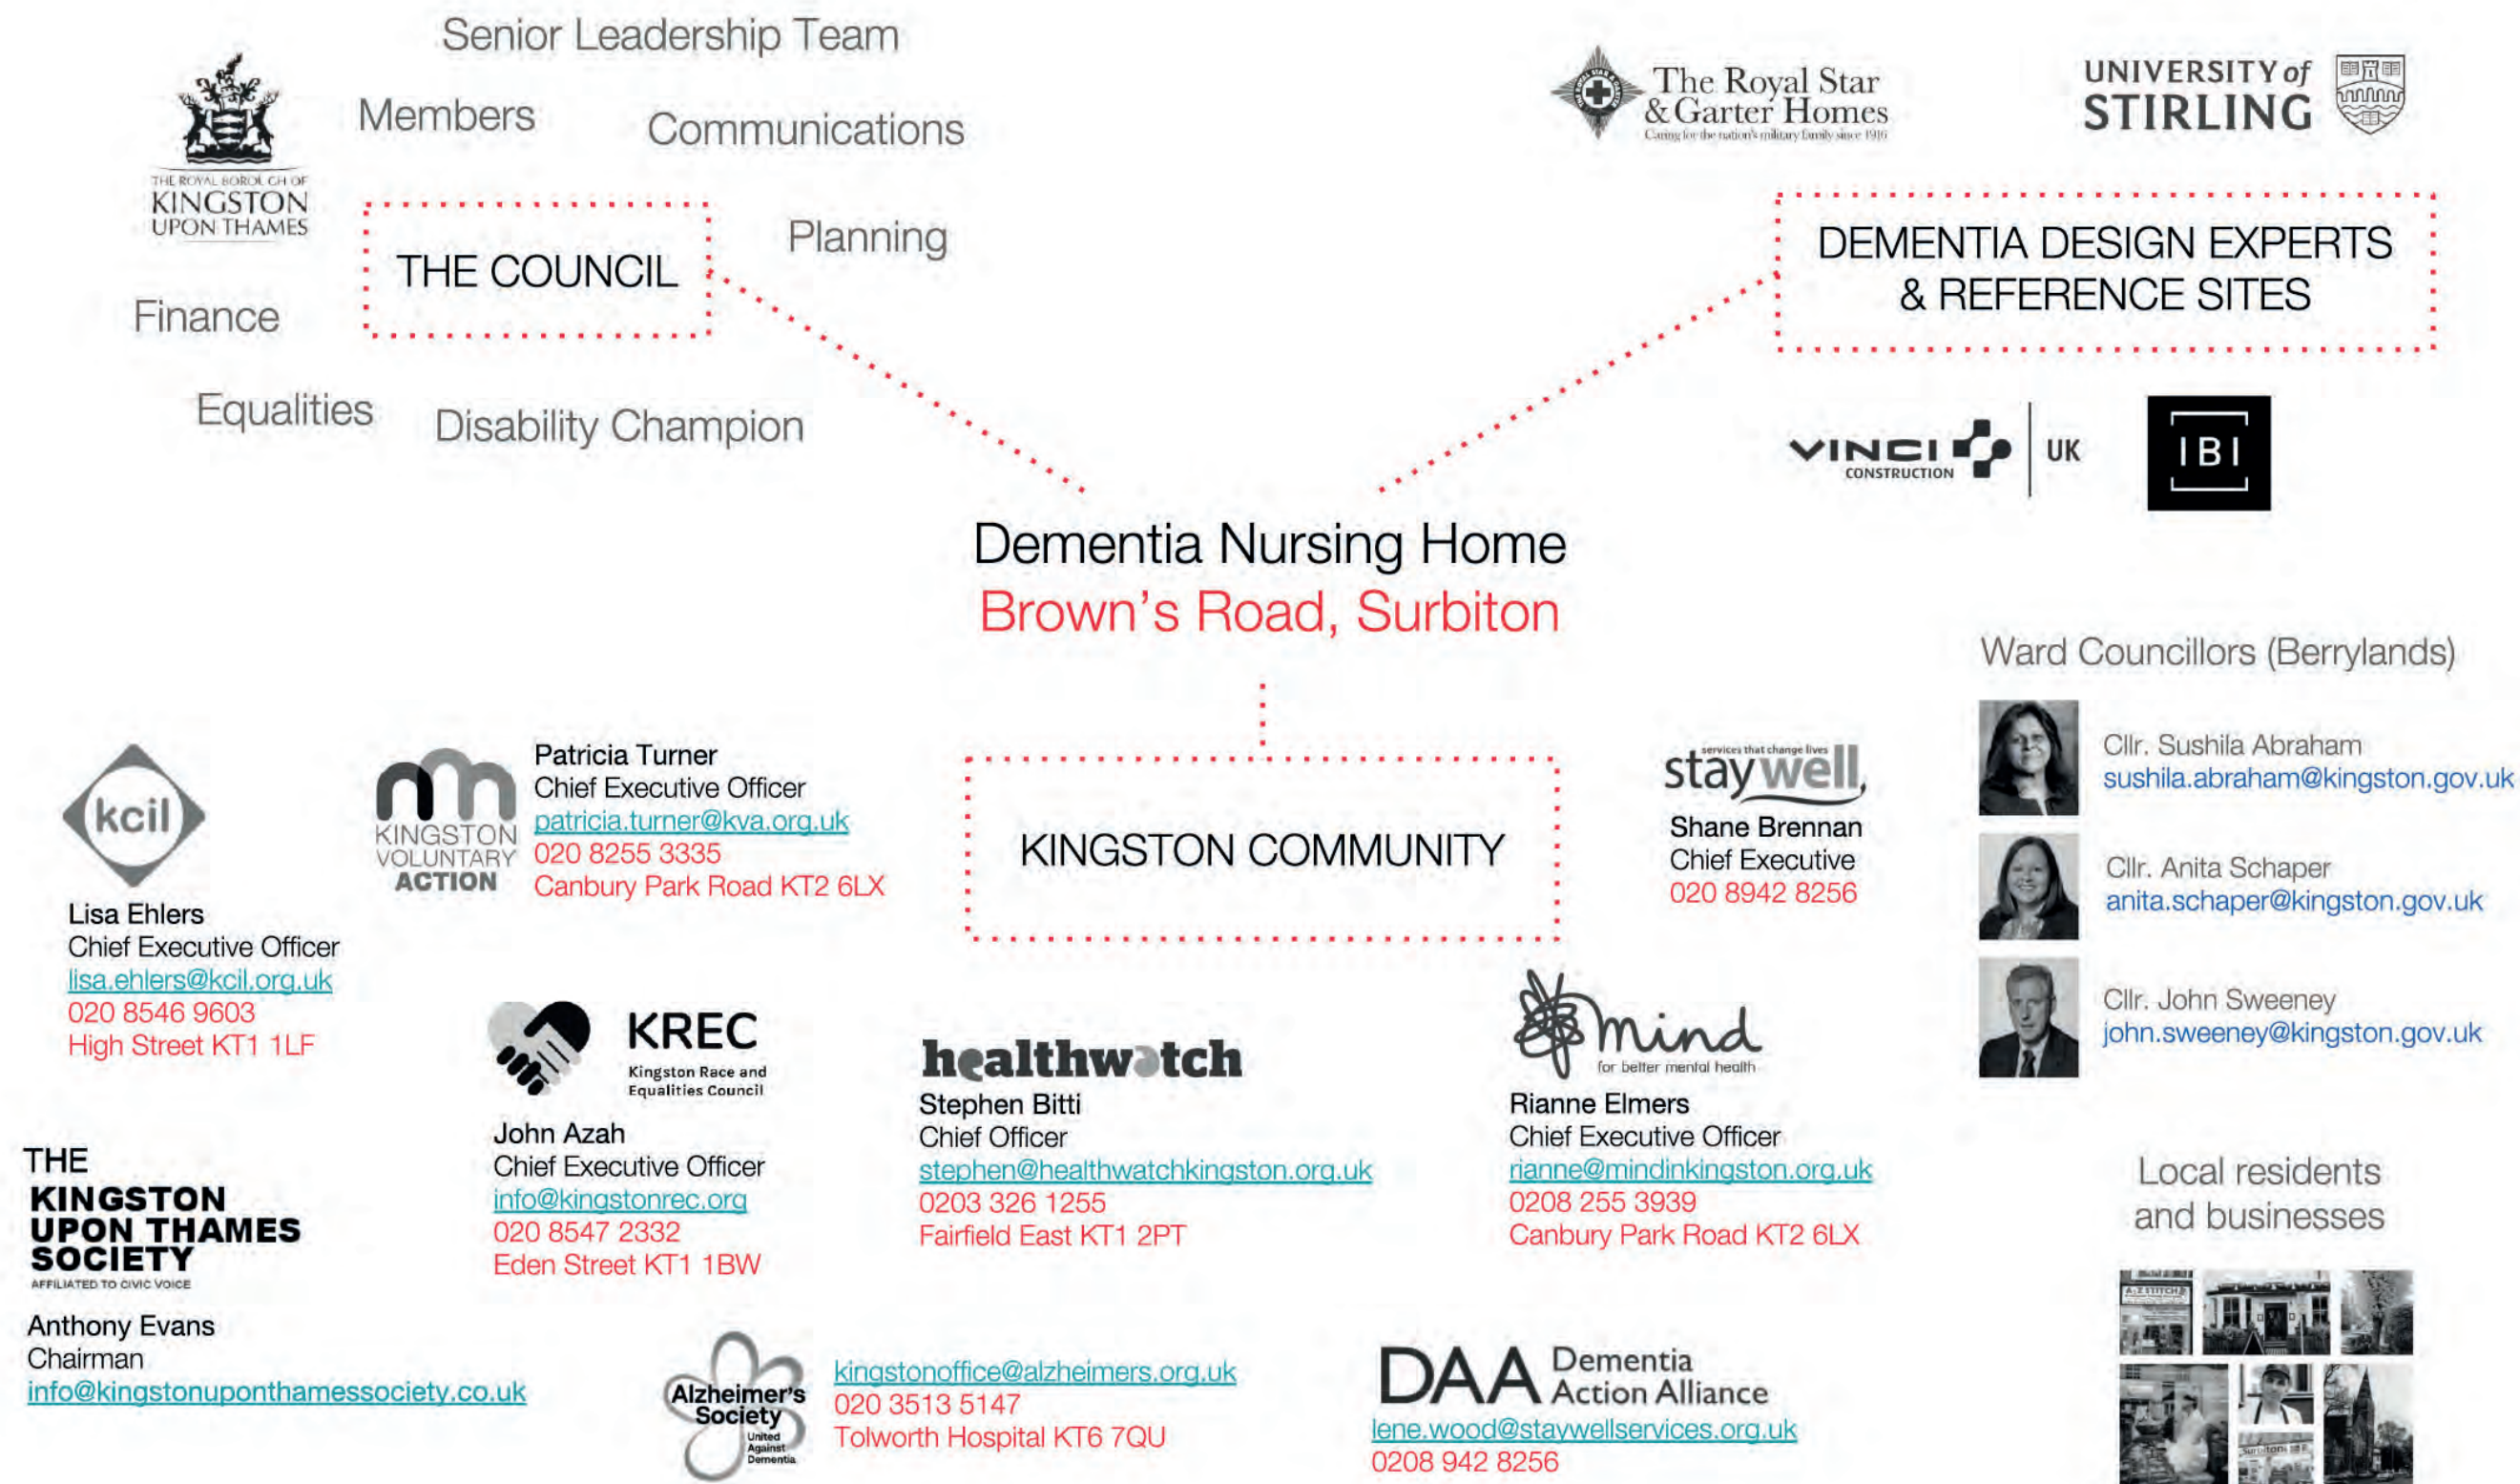 Senior Leadership Team
Members
Communications
THE ROYAL BOROUGH OF
KINGSTON
UPON THAMES
THE COUNCIL
Planning
Finance
Equalities
Disability Champion
The Royal Star
& Garter Homes
Caring for the nation's military family since 1916
UNIVERSITY of
STIRLING
DEMENTIA DESIGN EXPERTS
& REFERENCE SITES
VINCI
CONSTRUCTION
UK
IBI
Dementia Nursing Home
Brown's Road, Surbiton
KINGSTON COMMUNITY
kcil
Lisa Ehlers
Chief Executive Officer
lisa.ehlers@kcil.org.uk
020 8546 9603
High Street KT1 1LF
KINGSTON
VOLUNTARY
ACTION
Patricia Turner
Chief Executive Officer
patricia.turner@kva.org.uk
020 8255 3335
Canbury Park Road KT2 6LX
services that change lives
staywell
Shane Brennan
Chief Executive
020 8942 8256
Ward Councillors (Berrylands)
Cllr. Sushila Abraham
sushila.abraham@kingston.gov.uk
Cllr. Anita Schaper
anita.schaper@kingston.gov.uk
Cllr. John Sweeney
john.sweeney@kingston.gov.uk
KREC
Kingston Race and
Equalities Council
John Azah
Chief Executive Officer
info@kingstonrec.org
020 8547 2332
Eden Street KT1 1BW
healthwatch
Stephen Bitti
Chief Officer
stephen@healthwatchkingston.org.uk
0203 326 1255
Fairfield East KT1 2PT
mind
for better mental health
Rianne Elmers
Chief Executive Officer
rianne@mindinkingston.org.uk
0208 255 3939
Canbury Park Road KT2 6LX
THE
KINGSTON
UPON THAMES
SOCIETY
AFFILIATED TO CIVIC VOICE
Anthony Evans
Chairman
info@kingstonuponthamessociety.co.uk
Alzheimer's
Society
United
Against
Dementia
kingstonoffice@alzheimers.org.uk
020 3513 5147
Tolworth Hospital KT6 7QU
DAA
Dementia
Action Alliance
lene.wood@staywellservices.org.uk
0208 942 8256
Local residents
and businesses
A-Z STITCH